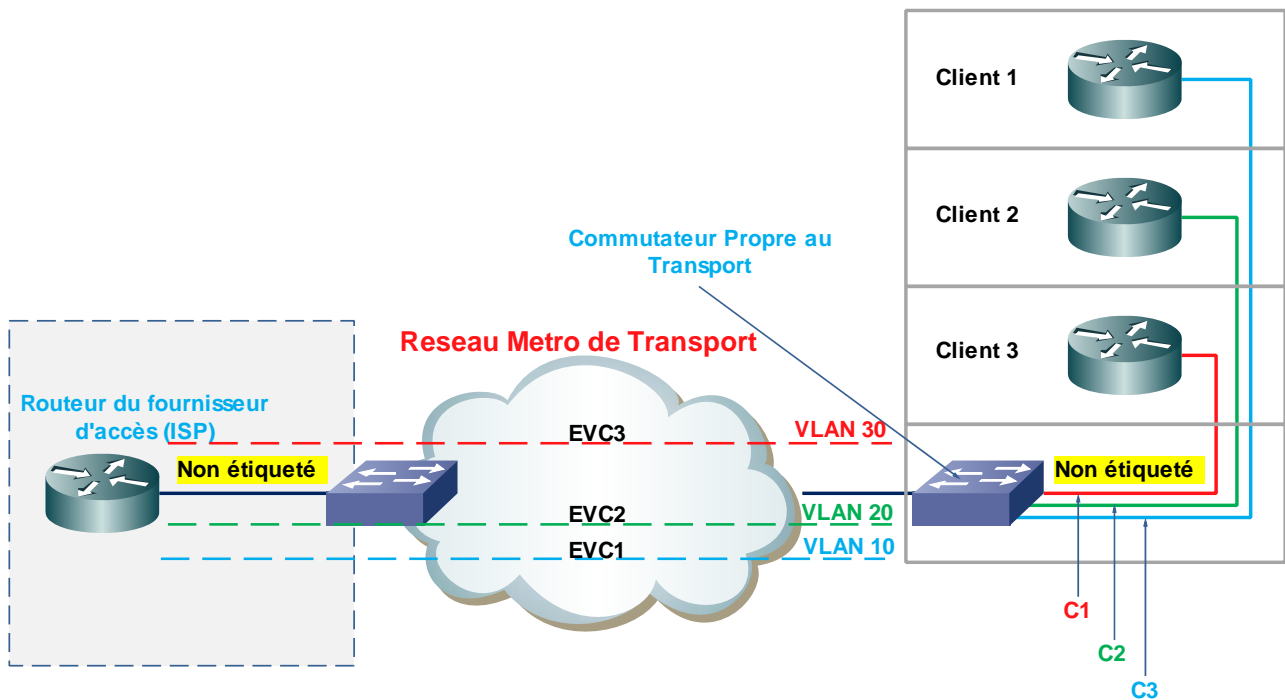 Client 1
Client 2
Commutateur Propre au
Transport
Client 3
Reseau Metro de Transport
Routeur du fournisseur
d'accès (ISP)
EVC3
VLAN 30
Non étiqueté
Non étiqueté
EVC2
VLAN 20
EVC1
VLAN 10
C1
C2
C3